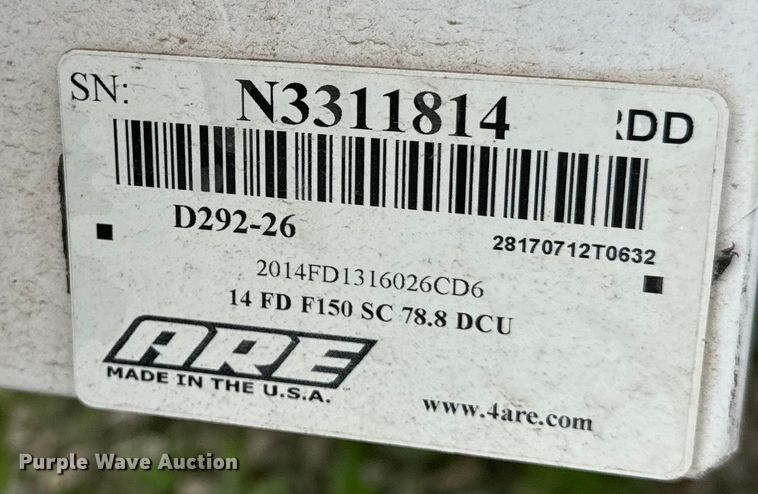 SN: N3311814 :DD
D292-26
28170712T0632
2014FD1316026CD6
14 FD F150 SC 78.8 DCU
ARE
MADE IN THE U.S.A.
www.4are.com
Purple Wave Auction